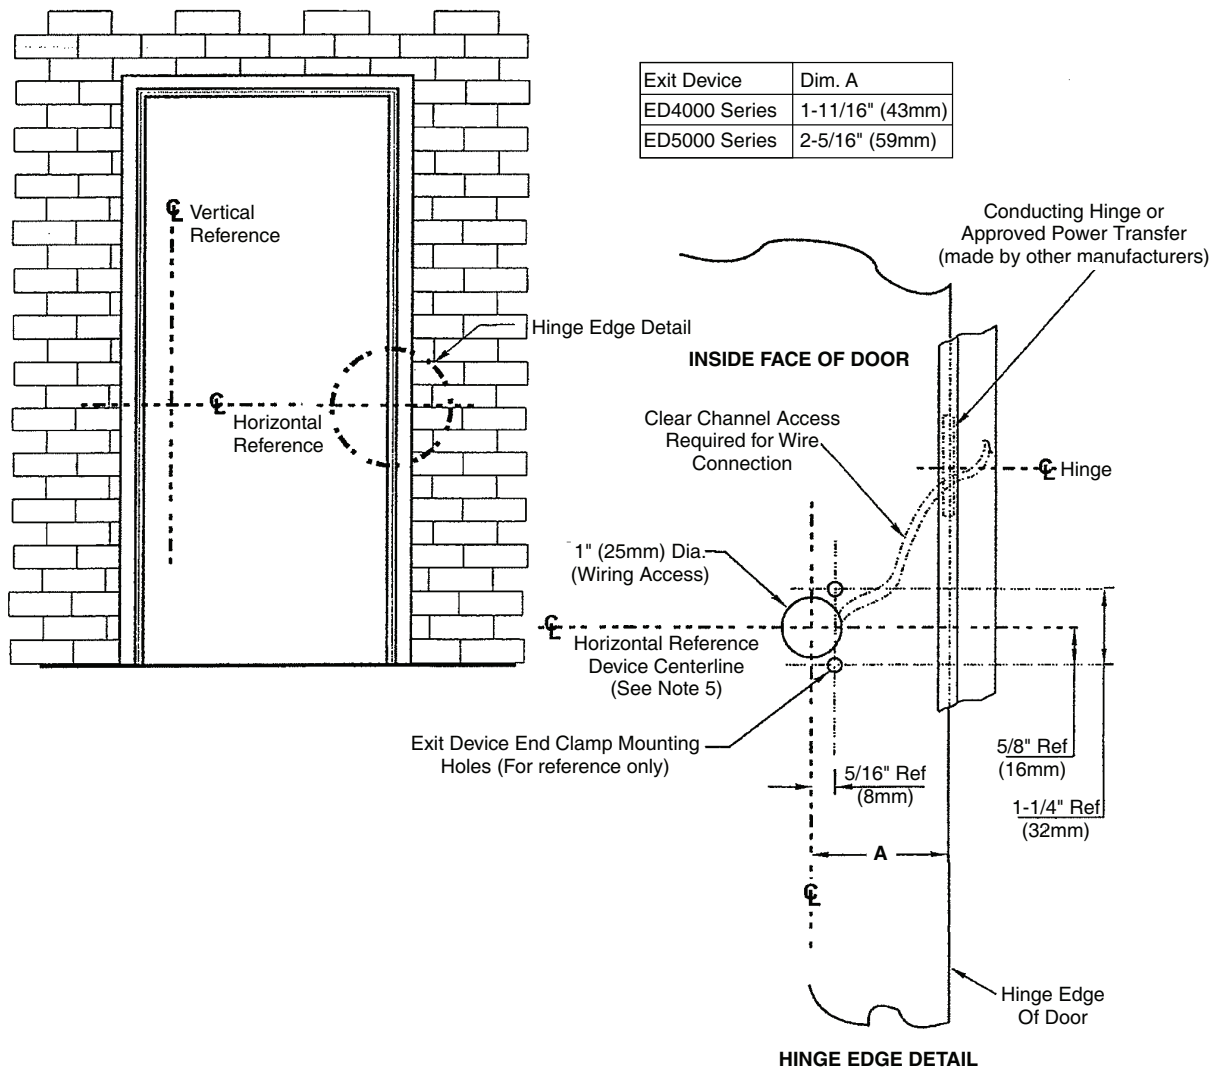 Exit Device Dim. A
ED4000 Series 1-11/16" (43mm)
ED5000 Series 2-5/16" (59mm)
℄ Vertical
Reference
Hinge Edge Detail
℄
Horizontal
Reference
Conducting Hinge or
Approved Power Transfer
(made by other manufacturers)
INSIDE FACE OF DOOR
Clear Channel Access
Required for Wire
Connection
℄ Hinge
1" (25mm) Dia.
(Wiring Access)
℄
Horizontal Reference
Device Centerline
(See Note 5)
Exit Device End Clamp Mounting
Holes (For reference only)
5/16" Ref
(8mm)
5/8" Ref
(16mm)
1-1/4" Ref
(32mm)
A
℄
Hinge Edge
Of Door
HINGE EDGE DETAIL